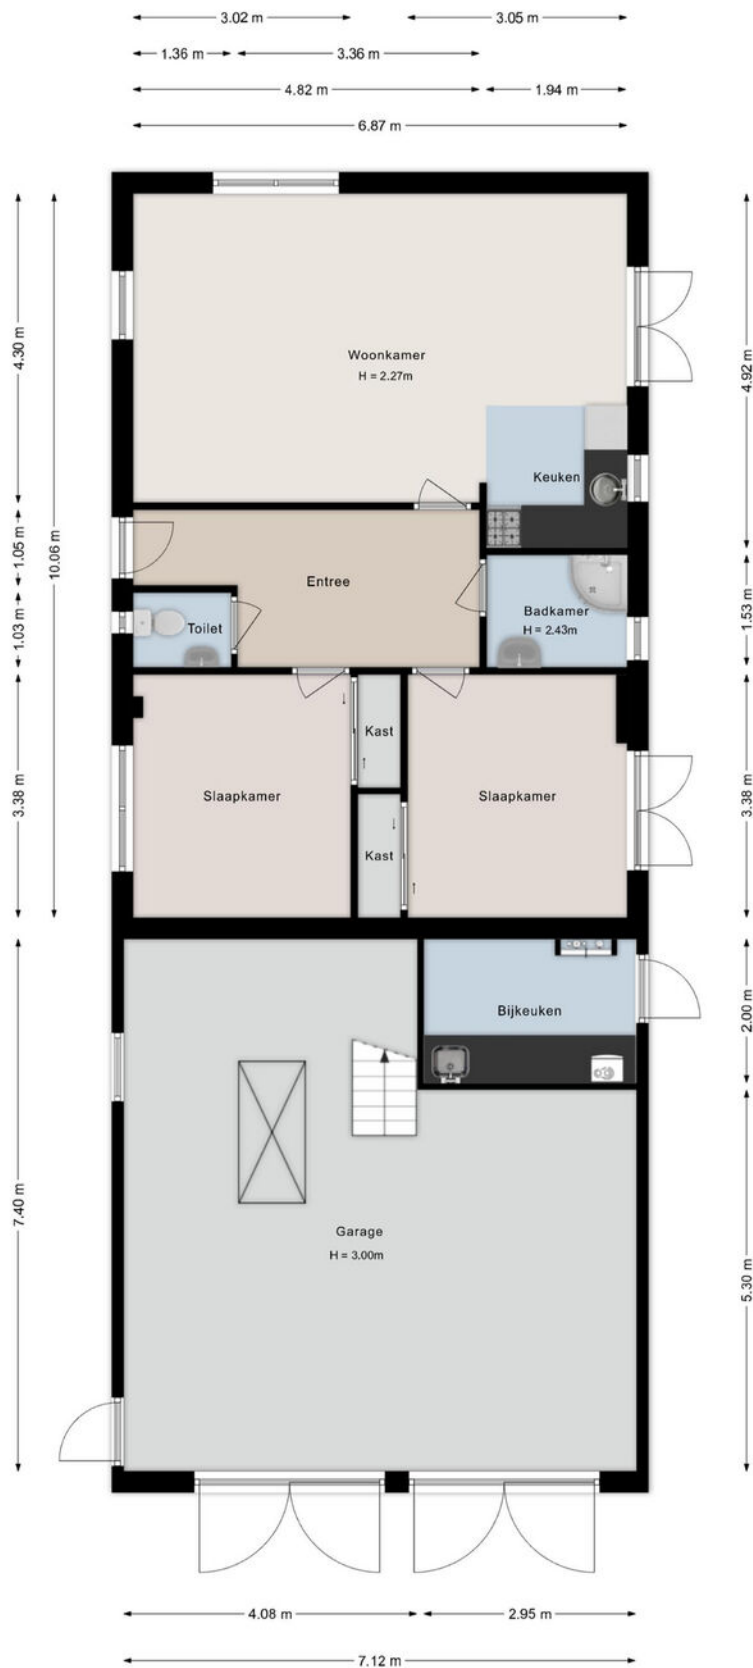 3.02 m
3.05 m
1.36 m
3.36 m
4.82 m
1.94 m
6.87 m
4.30 m
10.06 m
4.92 m
Woonkamer
H = 2.27m
Keuken
1.05 m
Entree
1.03 m
Toilet
Badkamer
H = 2.43m
1.53 m
3.38 m
Kast
Slaapkamer
Slaapkamer
3.38 m
Kast
Bijkeuken
2.00 m
7.40 m
Garage
H = 3.00m
5.30 m
4.08 m
2.95 m
7.12 m